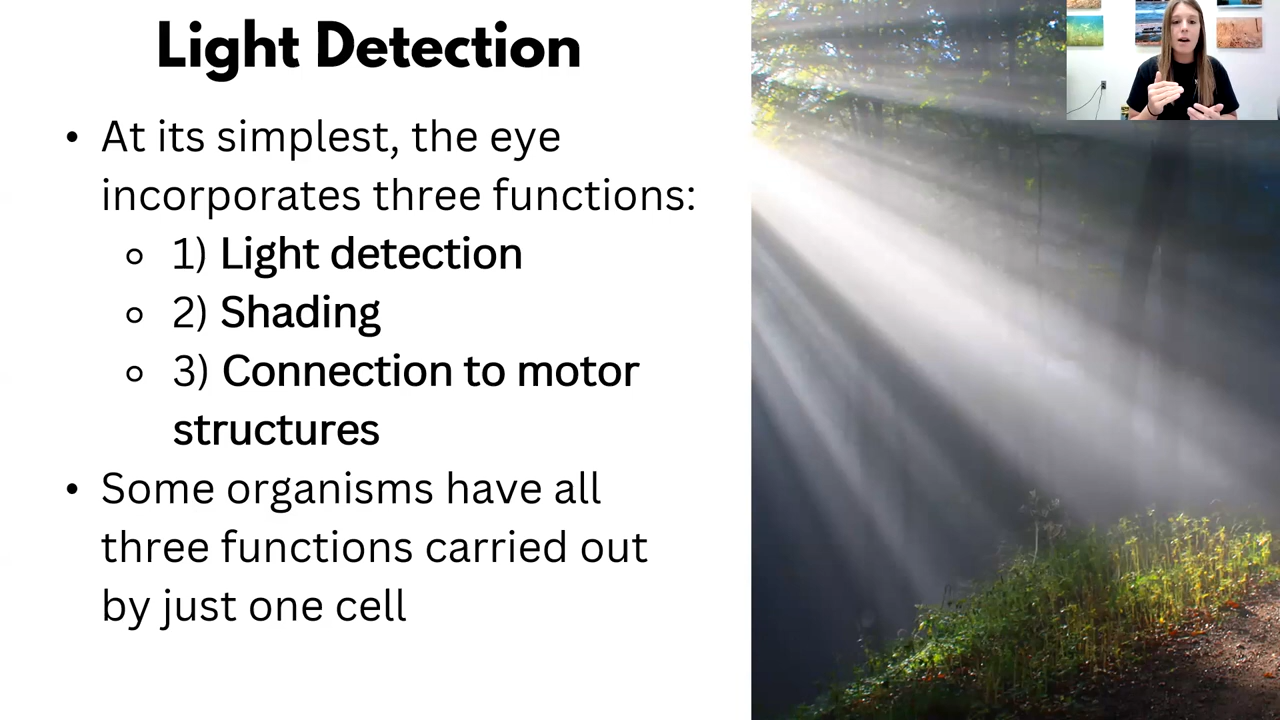 Light Detection
• At its simplest, the eye
incorporates three functions:
◦ 1) Light detection
◦ 2) Shading
◦ 3) Connection to motor
structures
• Some organisms have all
three functions carried out
by just one cell